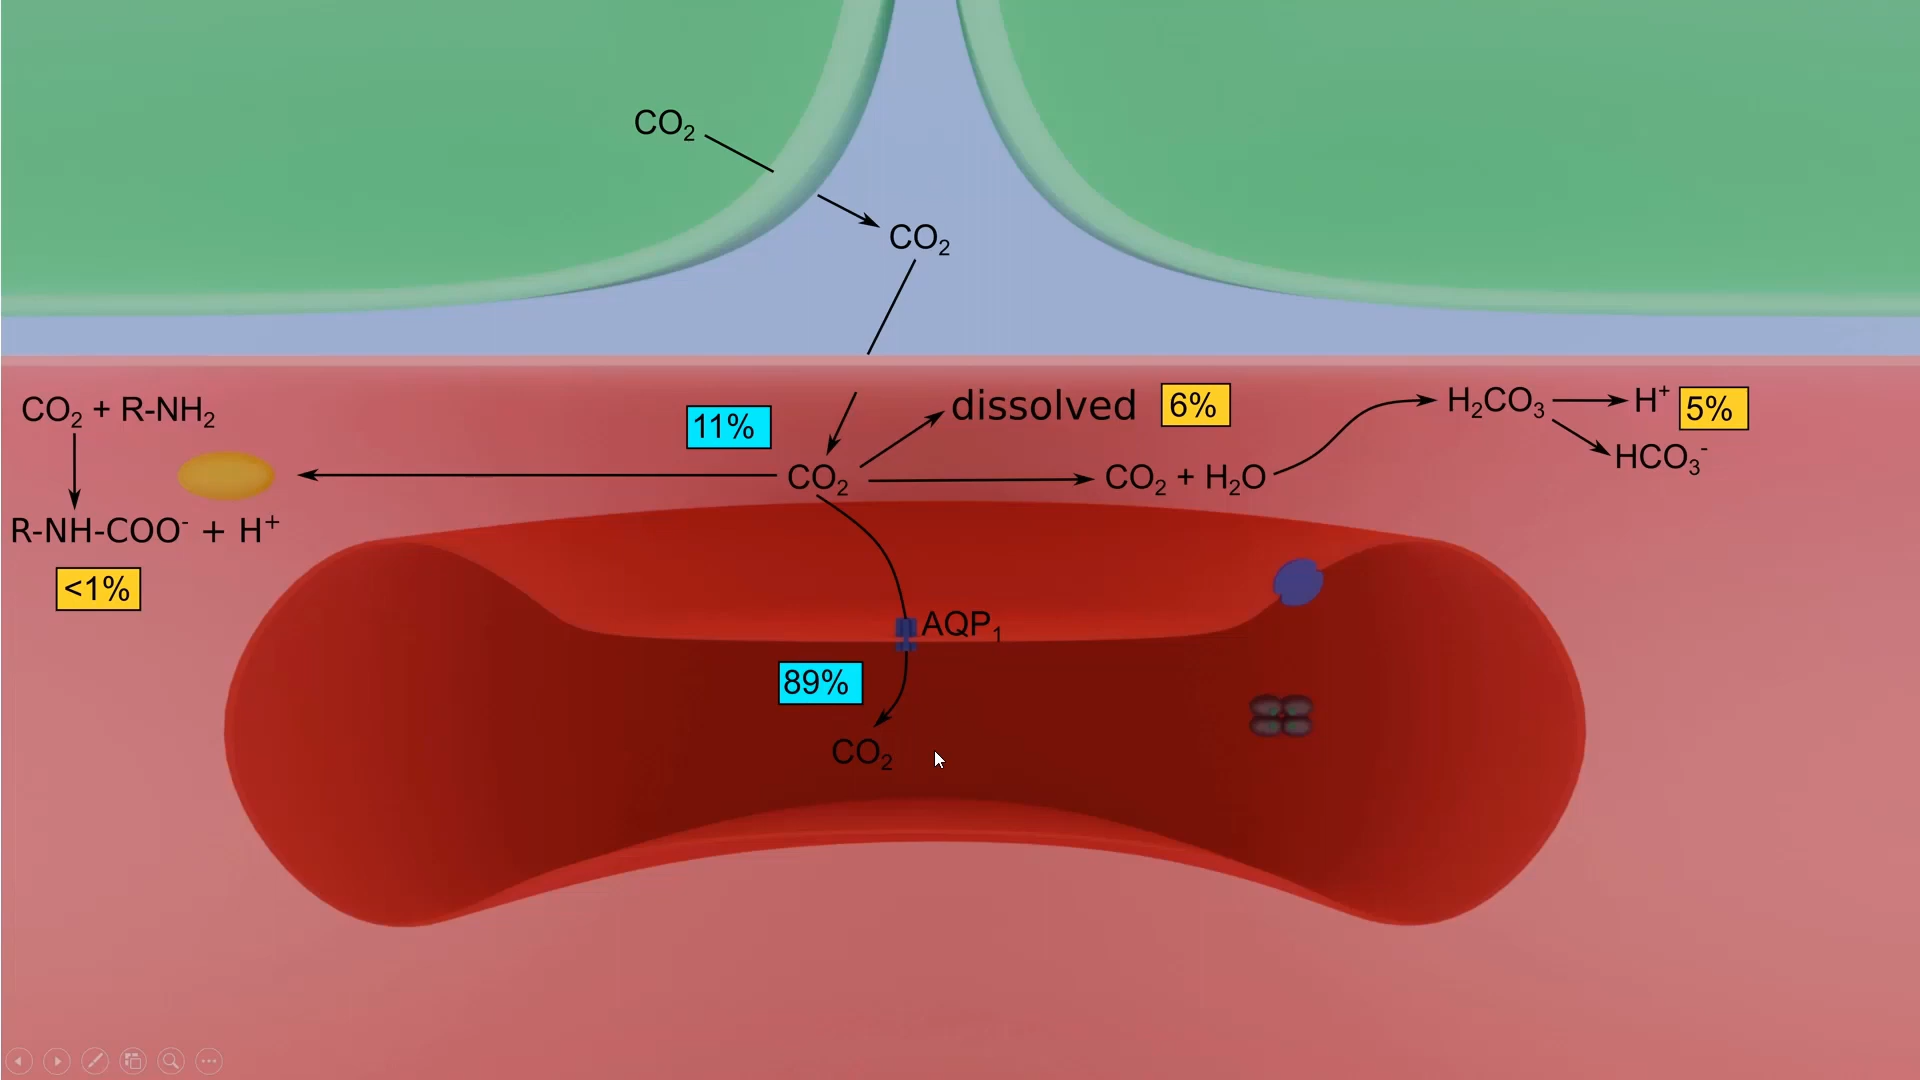 CO₂
CO₂
CO₂ + R-NH₂
11%
dissolved 6%
H₂CO₃ H⁺ 5%
HCO₃⁻
CO₂
CO₂ + H₂O
R-NH-COO⁻ + H⁺
<1%
AQP₁
89%
CO₂